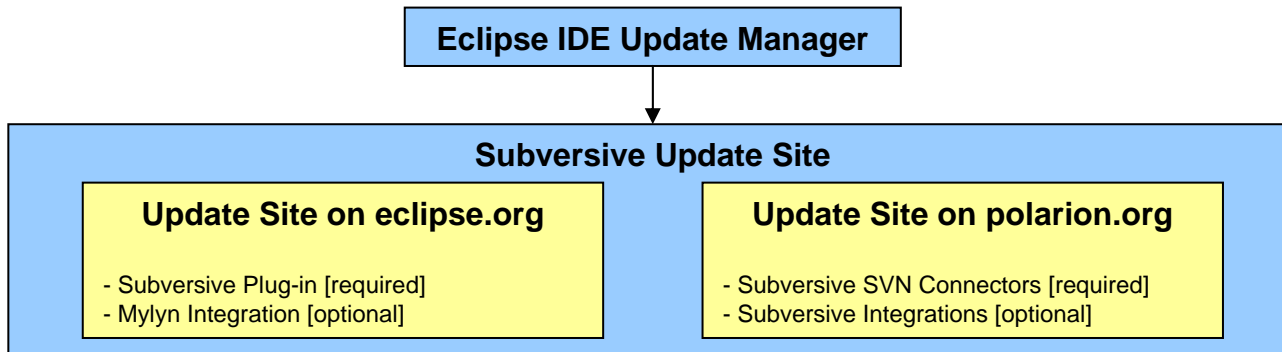 Eclipse IDE Update Manager
Subversive Update Site
Update Site on eclipse.org
- Subversive Plug-in [required]
- Mylyn Integration [optional]
Update Site on polarion.org
- Subversive SVN Connectors [required]
- Subversive Integrations [optional]